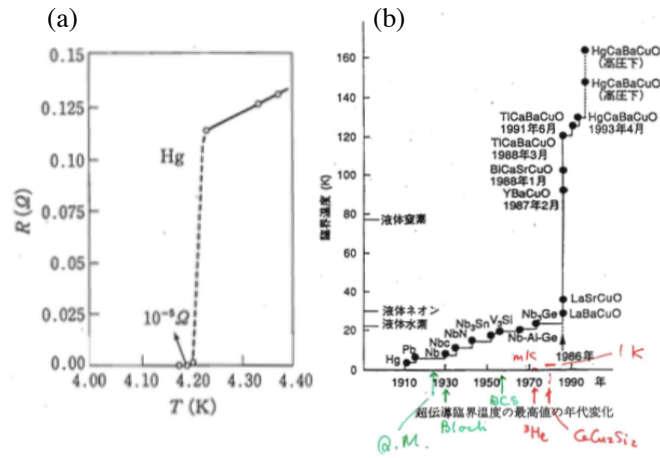 (a)
(b)
0.15
0.125
0.10
0.075
0.05
0.025
0.00
R (Ω)
Hg
10⁻⁵Ω
4.00
4.10
4.20
4.30
4.40
T (K)
160
140
120
100
80
60
40
20
0
臨界温度 (K)
HgCaBaCuO
(高圧下)
HgCaBaCuO
(高圧下)
TlCaBaCuO
1991年6月
HgCaBaCuO
1993年4月
TlCaBaCuO
1988年3月
BiCaSrCuO
1988年1月
YBaCuO
1987年2月
液体窒素
液体ネオン
液体水素
LaSrCuO
LaBaCuO
Hg
Pb
Nb
Nbc
NbN
Nb₃Sn
V₃Si
Nb-Al-Ge
Nb₃Ge
1986年
mK
1K
1910
1930
1950
1970
1990
年
超伝導臨界温度の最高値の年代変化
Q.M.
Bloch
BCS
³He
CeCu₂Si₂